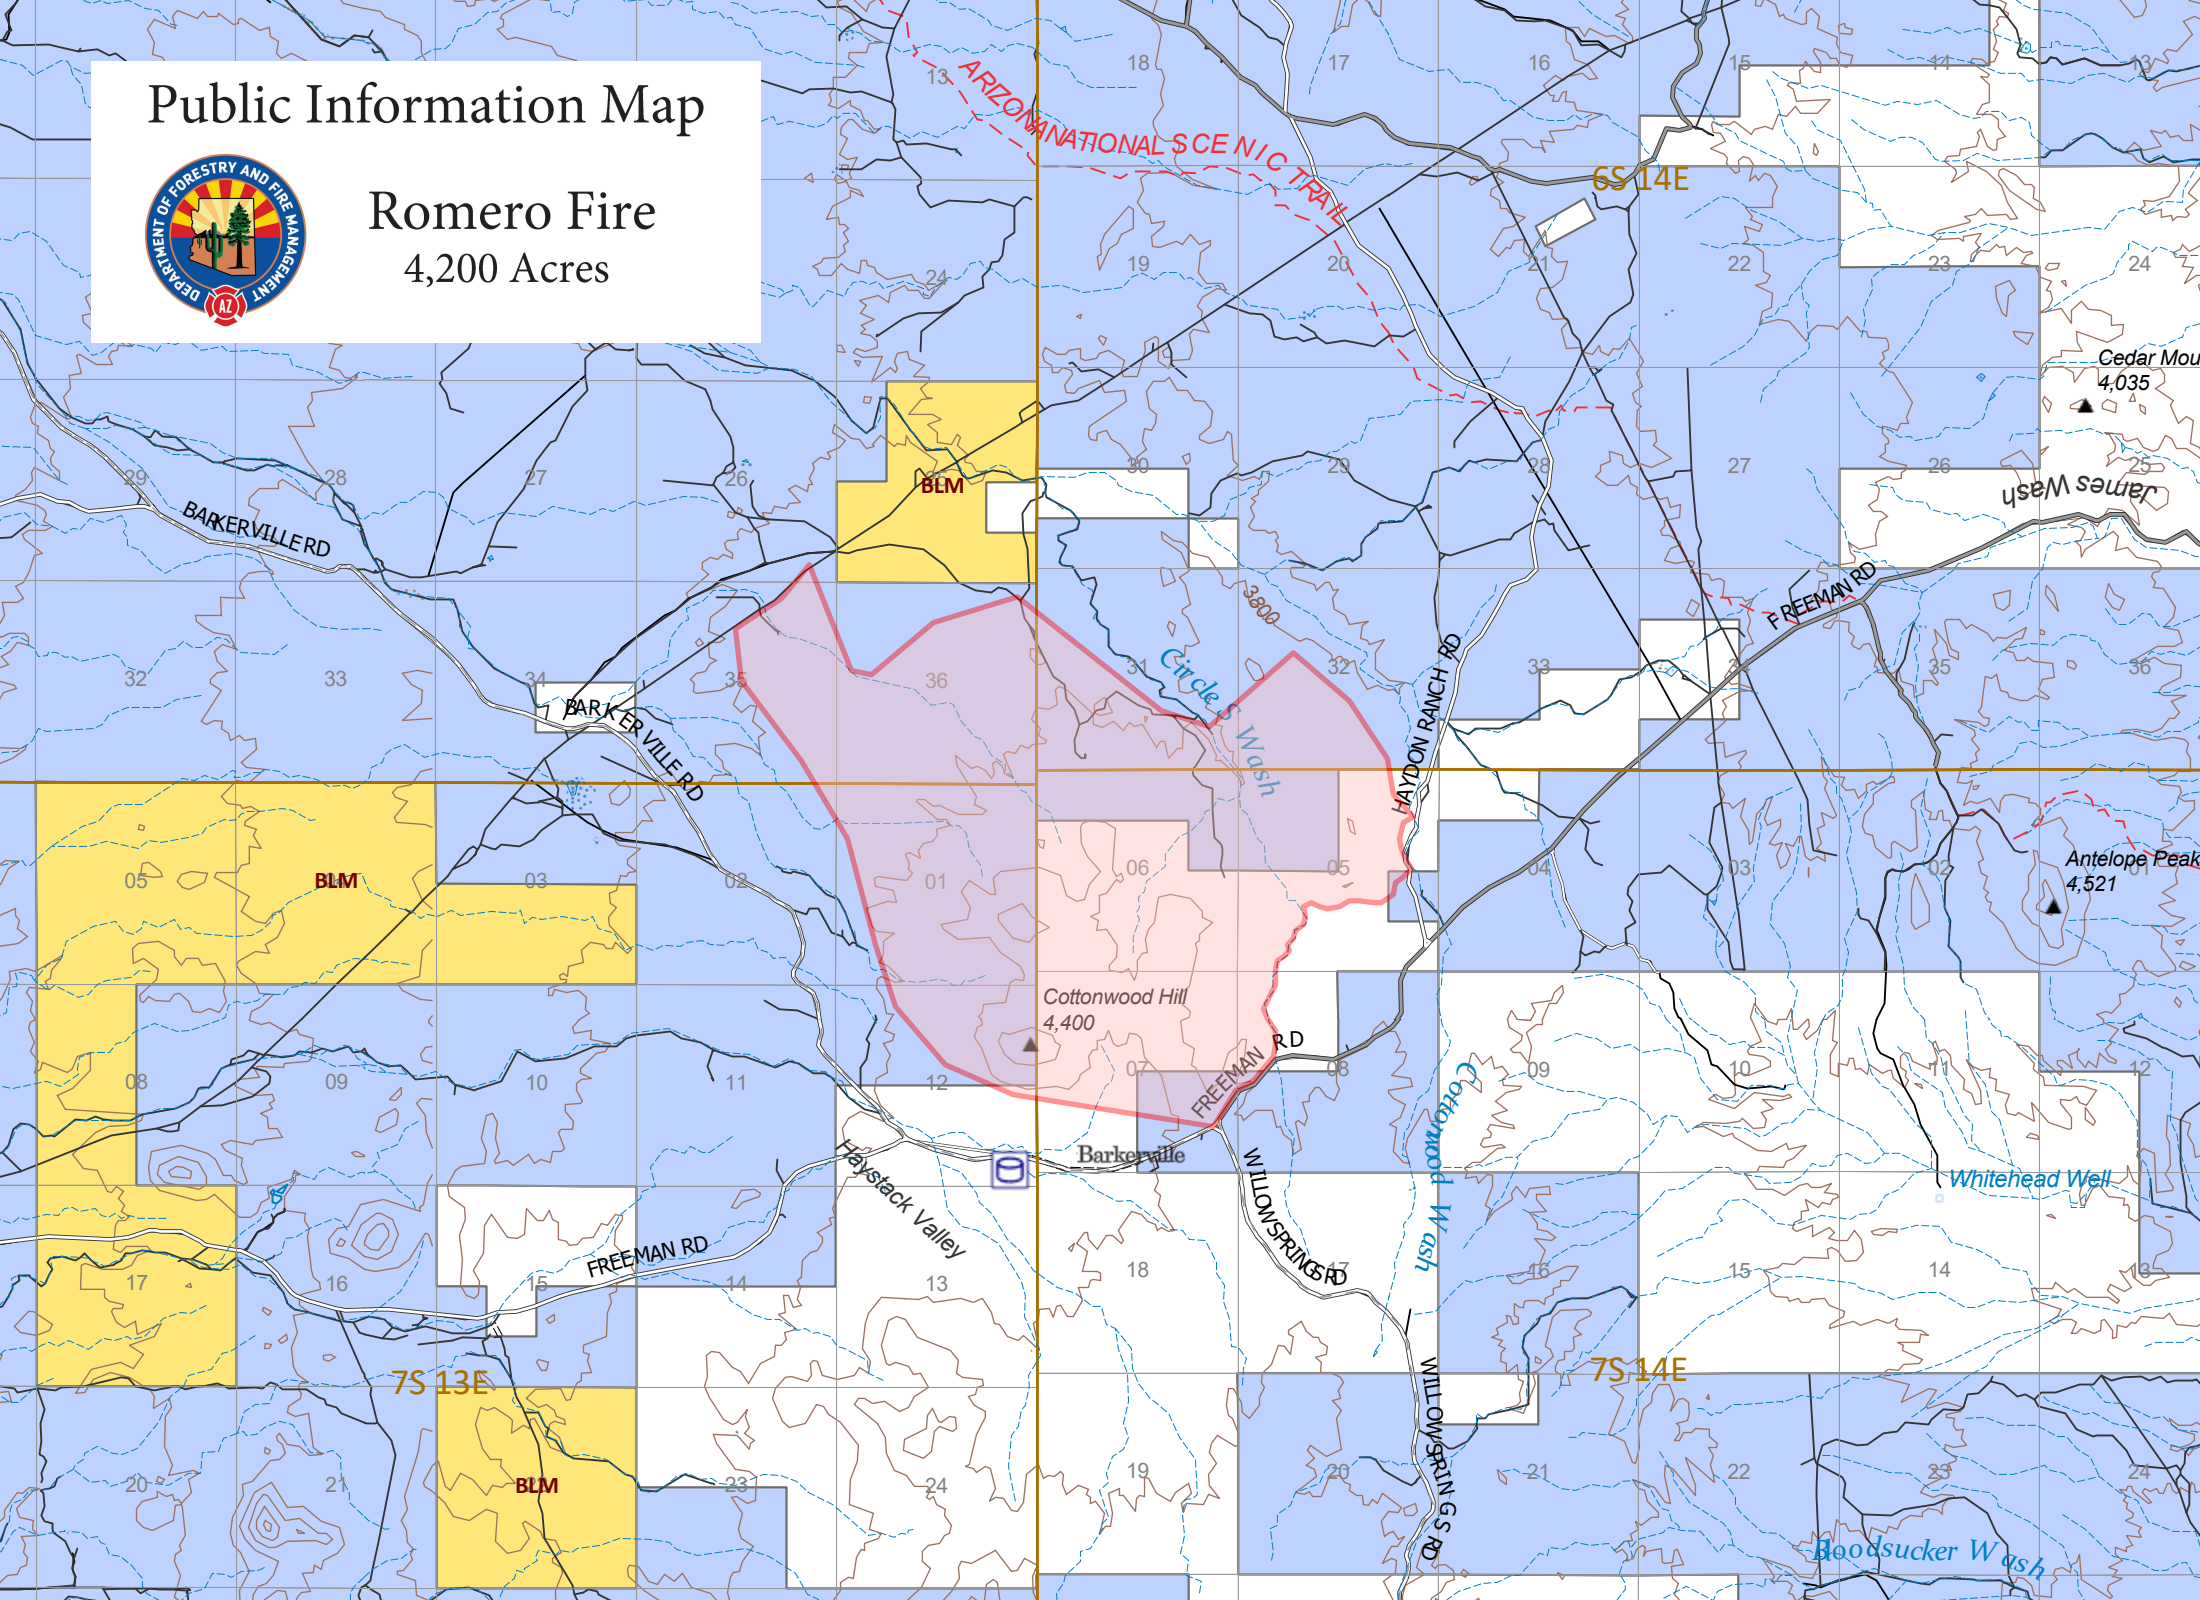 Public Information Map
DEPARTMENT OF FORESTRY AND FIRE MANAGEMENT
AZ
Romero Fire
4,200 Acres
ARIZONA NATIONAL SCENIC TRAIL
13
18
17
16
15
14
13
6S 14E
24
19
20
21
22
23
24
Cedar Mou
4,035
29
28
27
26
BLM
30
29
28
27
26
25
James Wash
BARKERVILLE RD
3800
FREEMAN RD
32
33
34
35
36
31
32
33
34
35
36
Circle S Wash
HAYDON RANCH RD
BARKERVILLE RD
05
BLM
03
02
01
06
05
04
03
02
01
Antelope Peak
4,521
Cottonwood Hill
4,400
08
09
10
11
12
07
08
09
10
11
12
FREEMAN RD
Cottonwood Wash
Barkerville
Haystack Valley
WILLOW SPRINGS RD
Whitehead Well
FREEMAN RD
17
16
15
14
13
18
17
16
15
14
13
7S 13E
7S 14E
WILLOW SPRINGS RD
20
21
BLM
23
24
19
20
21
22
23
24
Bloodsucker Wash